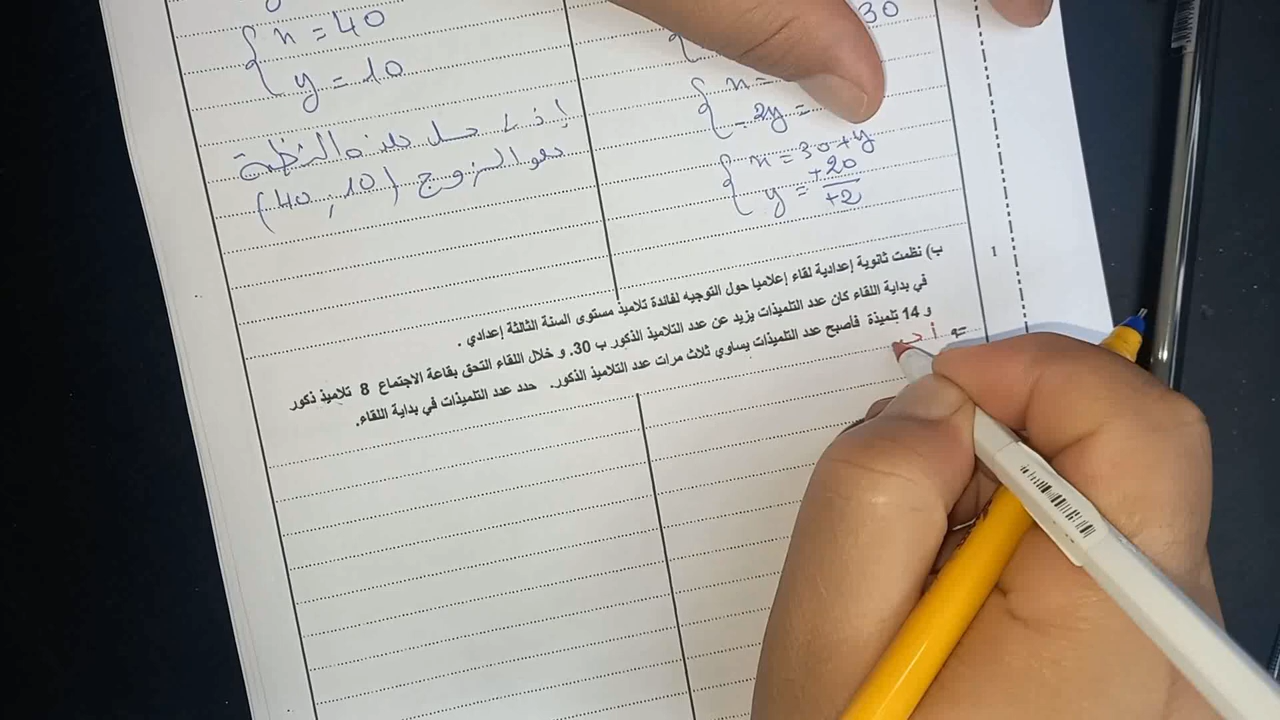 30
{ x =
-2y =
{ x = 30 + y
y = +20 / +2
{ x = 40
y = 10
إذن حل هذه النظمة
هو الزوج (40, 10)
1
ب) نظمت ثانوية إعدادية لقاء إعلاميا حول التوجيه لفائدة تلاميذ مستوى السنة الثالثة إعدادي .
في بداية اللقاء كان عدد التلميذات يزيد عن عدد التلاميذ الذكور ب 30. و خلال اللقاء التحق بقاعة الاجتماع 8 تلاميذ ذكور
و 14 تلميذة فأصبح عدد التلميذات يساوي ثلاث مرات عدد التلاميذ الذكور. حدد عدد التلميذات في بداية اللقاء.